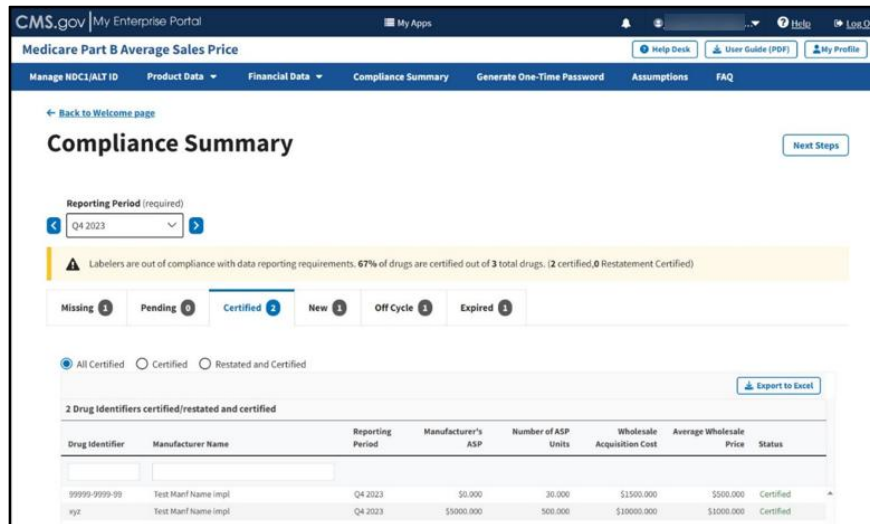 CMS.gov My Enterprise Portal
My Apps
Help
Log O
Medicare Part B Average Sales Price
Help Desk
User Guide (PDF)
My Profile
Manage NDC1/ALT ID
Product Data
Financial Data
Compliance Summary
Generate One-Time Password
Assumptions
FAQ
Back to Welcome page
Compliance Summary
Next Steps
Reporting Period (required)
Q4 2023
Labelers are out of compliance with data reporting requirements. 67% of drugs are certified out of 3 total drugs. (2 certified,0 Restatement Certified)
Missing 1
Pending 0
Certified 2
New 1
Off Cycle 1
Expired 1
All Certified
Certified
Restated and Certified
Export to Excel
2 Drug Identifiers certified/restated and certified
Drug Identifier
Manufacturer Name
Reporting Period
Manufacturer's ASP
Number of ASP Units
Wholesale Acquisition Cost
Average Wholesale Price
Status
99999-9999-99 Test Manf Name impl Q4 2023 $0.000 30.000 $1500.000 $500.000 Certified
xyz Test Manf Name impl Q4 2023 $5000.000 500.000 $10000.000 $1000.000 Certified